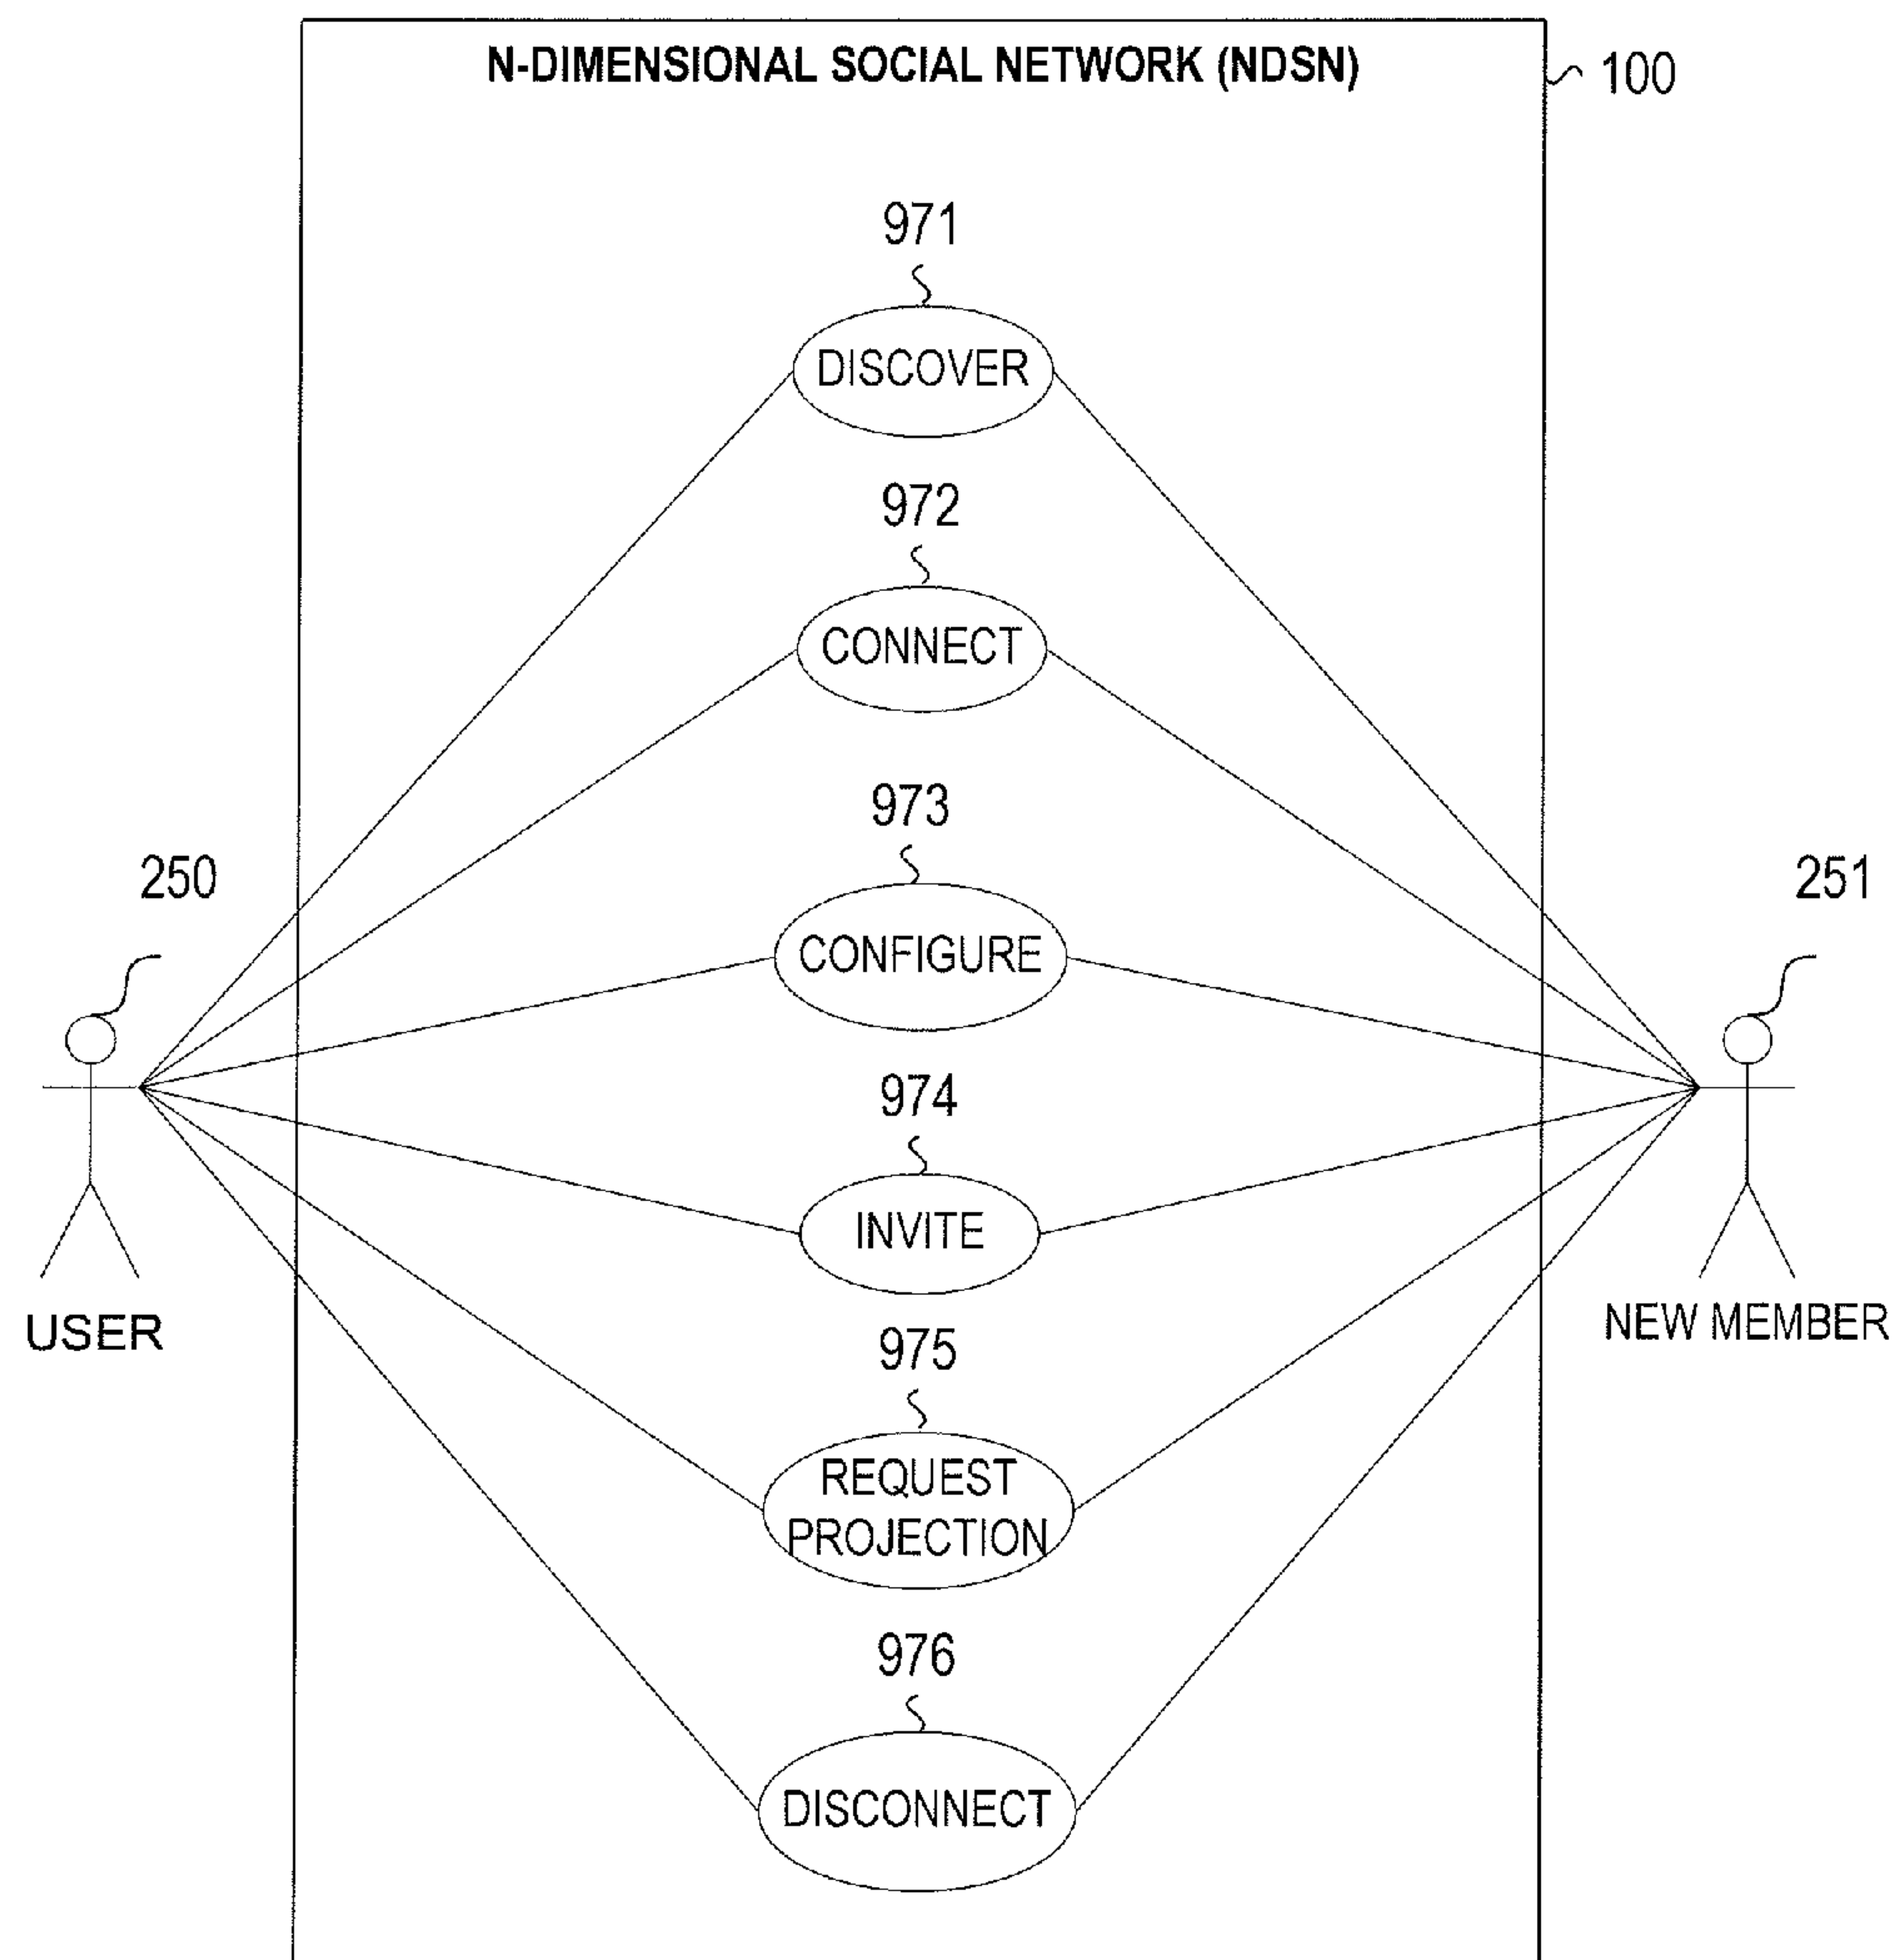 N-DIMENSIONAL SOCIAL NETWORK (NDSN)
100
971
DISCOVER
972
CONNECT
973
CONFIGURE
250
251
974
INVITE
USER
NEW MEMBER
975
REQUEST
PROJECTION
976
DISCONNECT